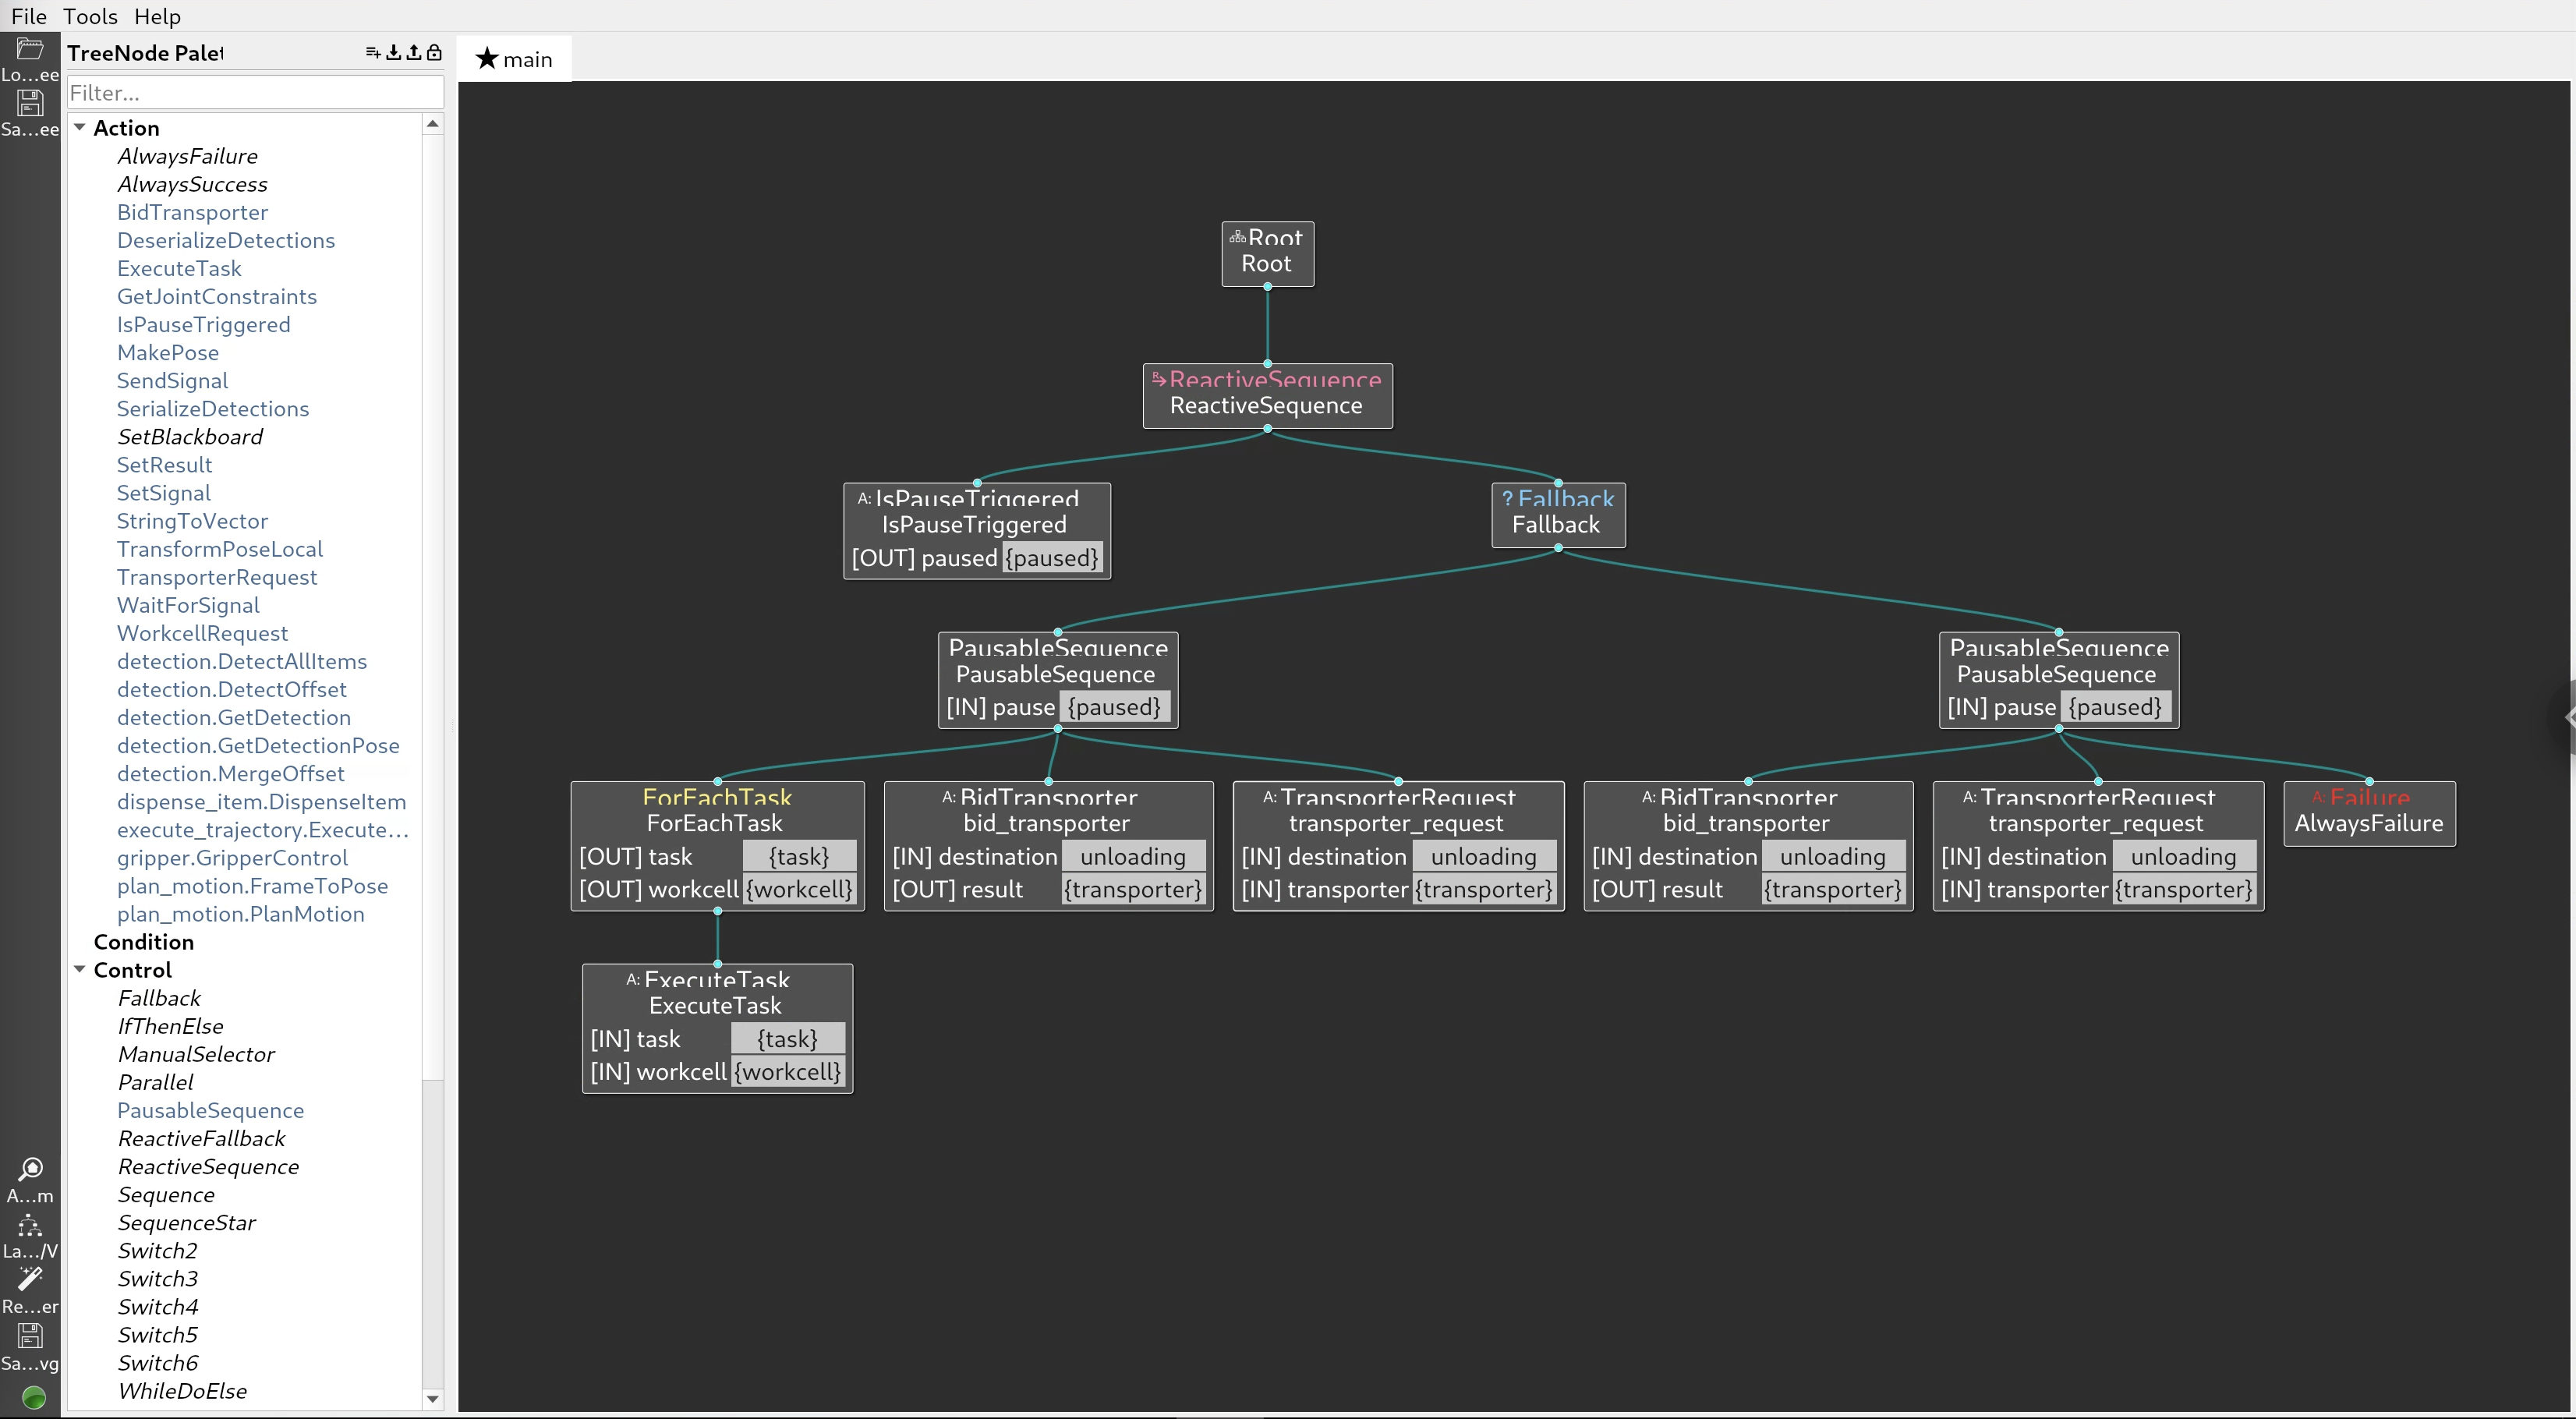 File Tools Help
Lo...ee
Sa...ee
TreeNode Palet
Filter...
Action
AlwaysFailure
AlwaysSuccess
BidTransporter
DeserializeDetections
ExecuteTask
GetJointConstraints
IsPauseTriggered
MakePose
SendSignal
SerializeDetections
SetBlackboard
SetResult
SetSignal
StringToVector
TransformPoseLocal
TransporterRequest
WaitForSignal
WorkcellRequest
detection.DetectAllItems
detection.DetectOffset
detection.GetDetection
detection.GetDetectionPose
detection.MergeOffset
dispense_item.DispenseItem
execute_trajectory.Execute...
gripper.GripperControl
plan_motion.FrameToPose
plan_motion.PlanMotion
Condition
Control
Fallback
IfThenElse
ManualSelector
Parallel
PausableSequence
ReactiveFallback
ReactiveSequence
Sequence
SequenceStar
Switch2
Switch3
Switch4
Switch5
Switch6
WhileDoElse
A...m
La.../V
Re...er
Sa...vg
★ main
Root
Root
ReactiveSequence
ReactiveSequence
A: IsPauseTriggered
IsPauseTriggered
[OUT] paused {paused}
? Fallback
Fallback
PausableSequence
PausableSequence
[IN] pause {paused}
PausableSequence
PausableSequence
[IN] pause {paused}
ForEachTask
ForEachTask
[OUT] task {task}
[OUT] workcell {workcell}
A: BidTransporter
bid_transporter
[IN] destination unloading
[OUT] result {transporter}
A: TransporterRequest
transporter_request
[IN] destination unloading
[IN] transporter {transporter}
A: BidTransporter
bid_transporter
[IN] destination unloading
[OUT] result {transporter}
A: TransporterRequest
transporter_request
[IN] destination unloading
[IN] transporter {transporter}
A: Failure
AlwaysFailure
A: ExecuteTask
ExecuteTask
[IN] task {task}
[IN] workcell {workcell}